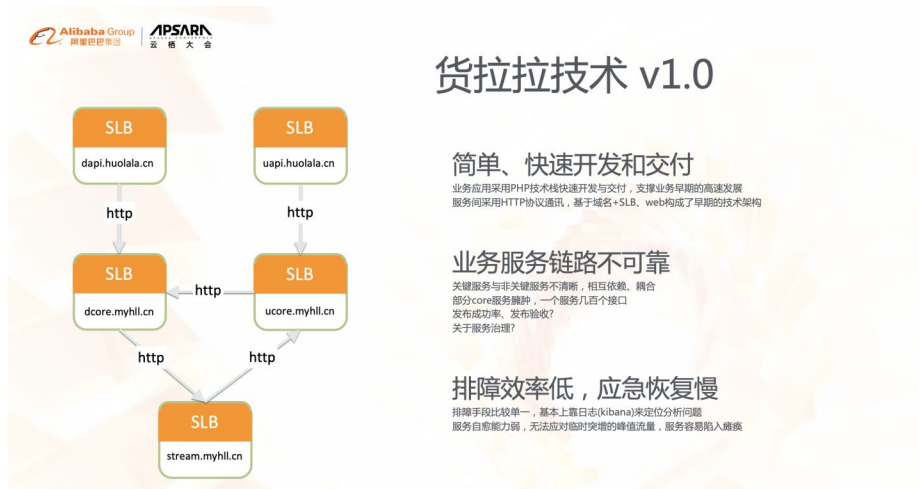 Alibaba Group
阿里巴巴集团
APSARA
APSARA CONFERENCE
云栖大会
货拉拉技术 v1.0
SLB
dapi.huolala.cn
SLB
uapi.huolala.cn
http
http
SLB
dcore.myhll.cn
http
SLB
ucore.myhll.cn
http
http
SLB
stream.myhll.cn
简单、快速开发和交付
业务应用采用PHP技术栈快速开发与交付，支撑业务早期的高速发展
服务间采用HTTP协议通讯，基于域名+SLB、web构成了早期的技术架构
业务服务链路不可靠
关键服务与非关键服务不清晰，相互依赖、耦合
部分core服务臃肿，一个服务几百个接口
发布成功率、发布验收?
关于服务治理?
排障效率低，应急恢复慢
排障手段比较单一，基本上靠日志(kibana)来定位分析问题
服务自愈能力弱，无法应对临时突增的峰值流量，服务容易陷入瘫痪